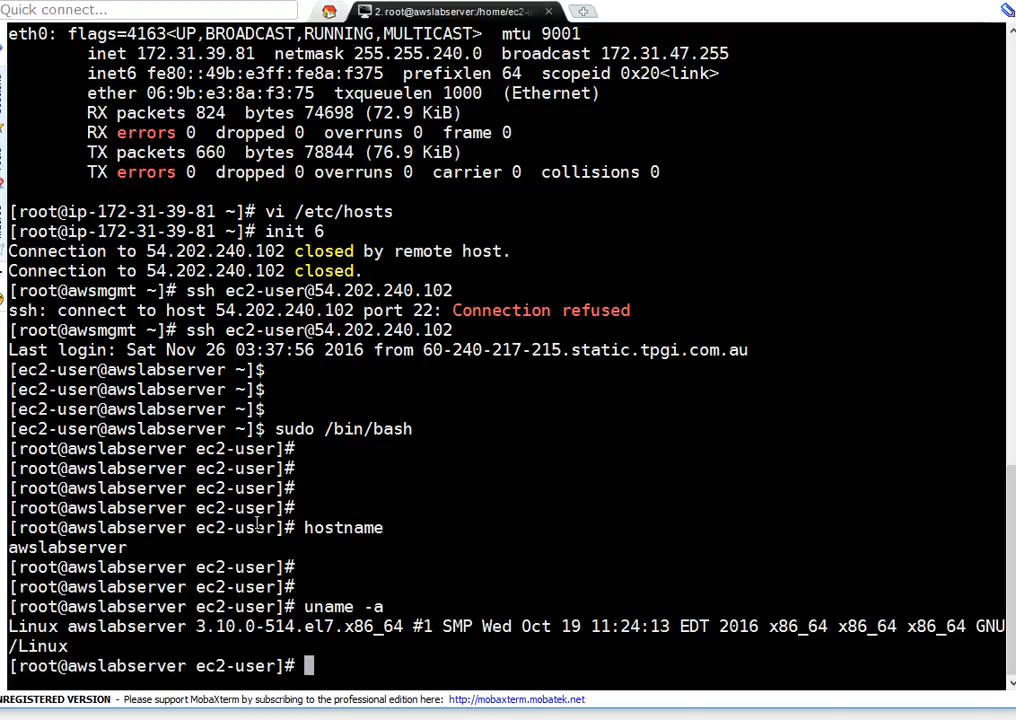 Quick connect...
2. root@awslabserver:/home/ec2-
eth0: flags=4163<UP,BROADCAST,RUNNING,MULTICAST>  mtu 9001
        inet 172.31.39.81  netmask 255.255.240.0  broadcast 172.31.47.255
        inet6 fe80::49b:e3ff:fe8a:f375  prefixlen 64  scopeid 0x20<link>
        ether 06:9b:e3:8a:f3:75  txqueuelen 1000  (Ethernet)
        RX packets 824  bytes 74698 (72.9 KiB)
        RX errors 0  dropped 0  overruns 0  frame 0
        TX packets 660  bytes 78844 (76.9 KiB)
        TX errors 0  dropped 0 overruns 0  carrier 0  collisions 0
[root@ip-172-31-39-81 ~]# vi /etc/hosts
[root@ip-172-31-39-81 ~]# init 6
Connection to 54.202.240.102 closed by remote host.
Connection to 54.202.240.102 closed.
[root@awsmgmt ~]# ssh ec2-user@54.202.240.102
ssh: connect to host 54.202.240.102 port 22: Connection refused
[root@awsmgmt ~]# ssh ec2-user@54.202.240.102
Last login: Sat Nov 26 03:37:56 2016 from 60-240-217-215.static.tpgi.com.au
[ec2-user@awslabserver ~]$
[ec2-user@awslabserver ~]$
[ec2-user@awslabserver ~]$
[ec2-user@awslabserver ~]$ sudo /bin/bash
[root@awslabserver ec2-user]#
[root@awslabserver ec2-user]#
[root@awslabserver ec2-user]#
[root@awslabserver ec2-user]#
[root@awslabserver ec2-user]# hostname
awslabserver
[root@awslabserver ec2-user]#
[root@awslabserver ec2-user]#
[root@awslabserver ec2-user]# uname -a
Linux awslabserver 3.10.0-514.el7.x86_64 #1 SMP Wed Oct 19 11:24:13 EDT 2016 x86_64 x86_64 x86_64 GNU
/Linux
[root@awslabserver ec2-user]#
NREGISTERED VERSION - Please support MobaXterm by subscribing to the professional edition here: http://mobaxterm.mobatek.net